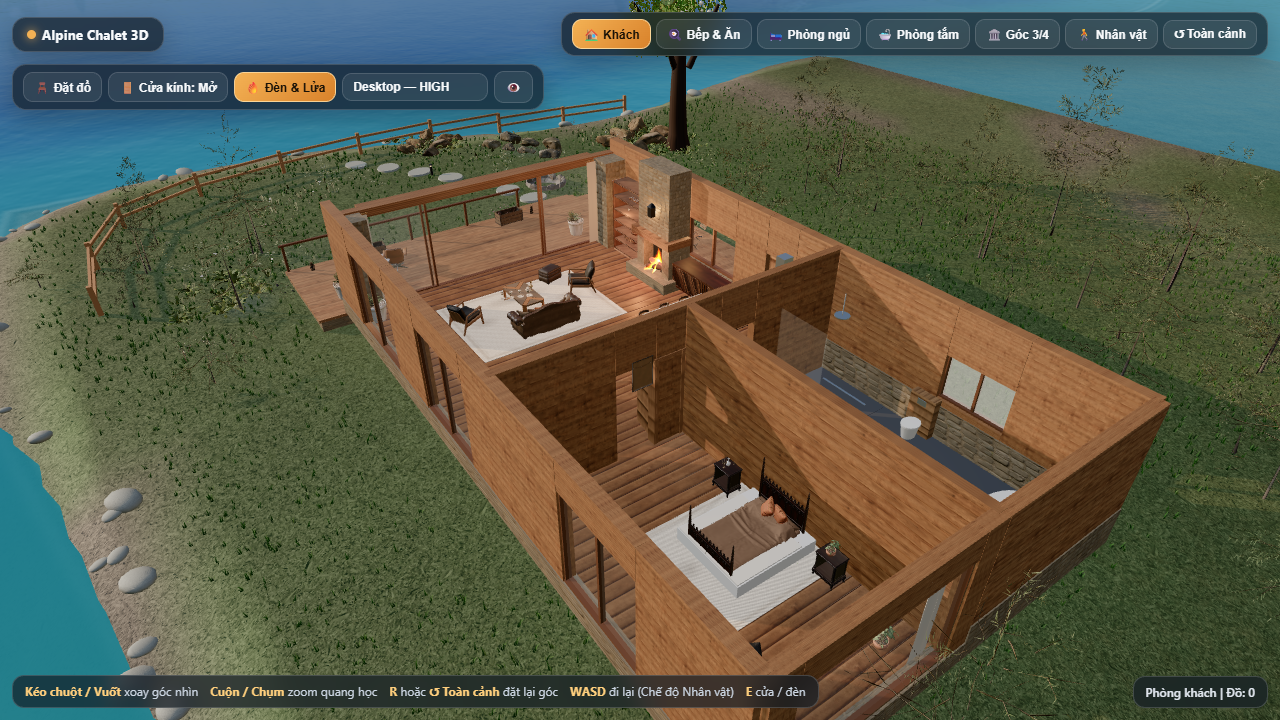 Alpine Chalet 3D
Khách Bếp & Ăn Phòng ngủ Phòng tắm Góc 3/4 Nhân vật ↺ Toàn cảnh
Đặt đồ Cửa kính: Mở Đèn & Lửa Desktop — HIGH
Kéo chuột / Vuốt xoay góc nhìn Cuộn / Chụm zoom quang học R hoặc ↺ Toàn cảnh đặt lại góc WASD đi lại (Chế độ Nhân vật) E cửa / đèn
Phòng khách | Đồ: 0